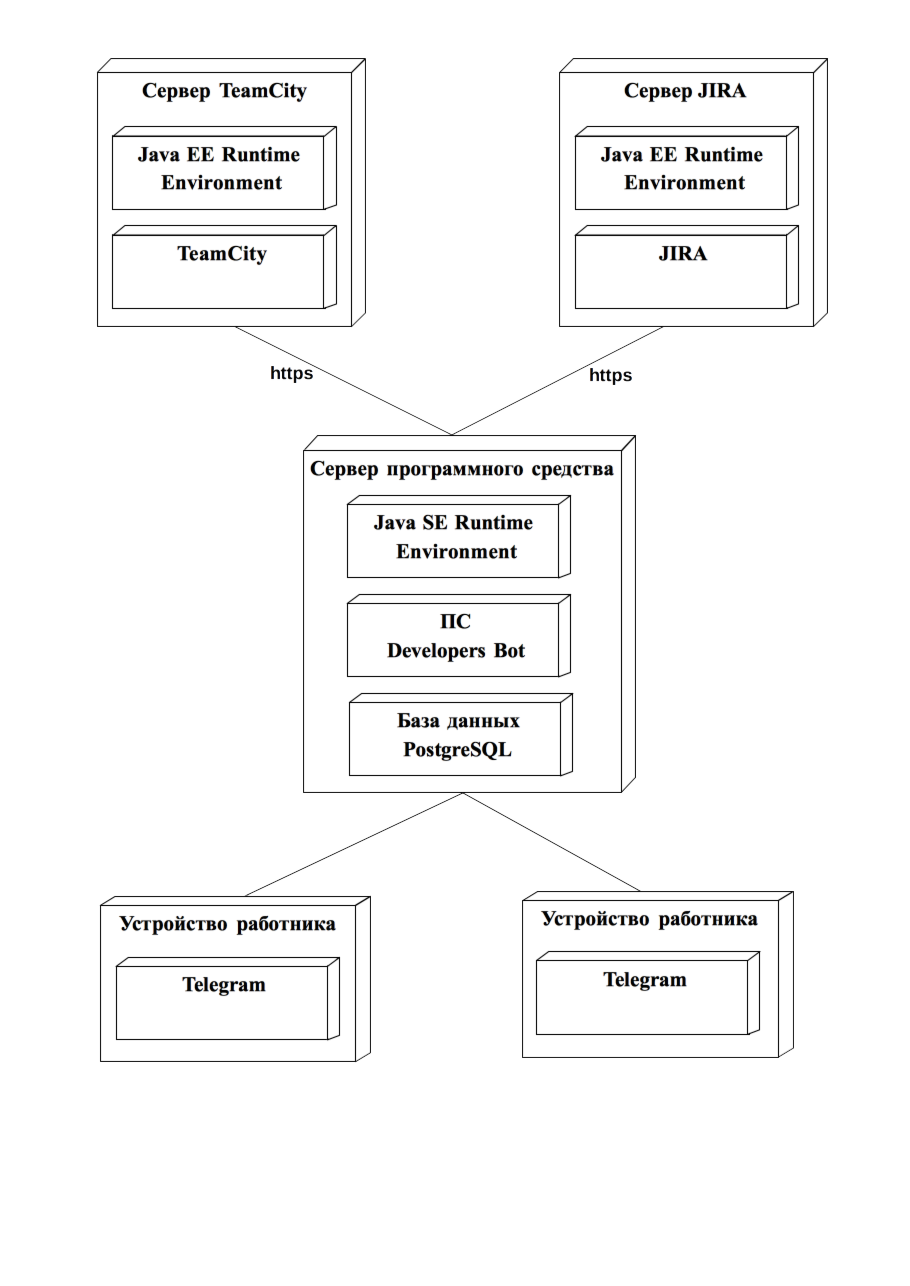 Сервер TeamCity
Java EE Runtime
Environment
TeamCity
Сервер JIRA
Java EE Runtime
Environment
JIRA
https
https
Сервер программного средства
Java SE Runtime
Environment
ПС
Developers Bot
База данных
PostgreSQL
Устройство работника
Telegram
Устройство работника
Telegram